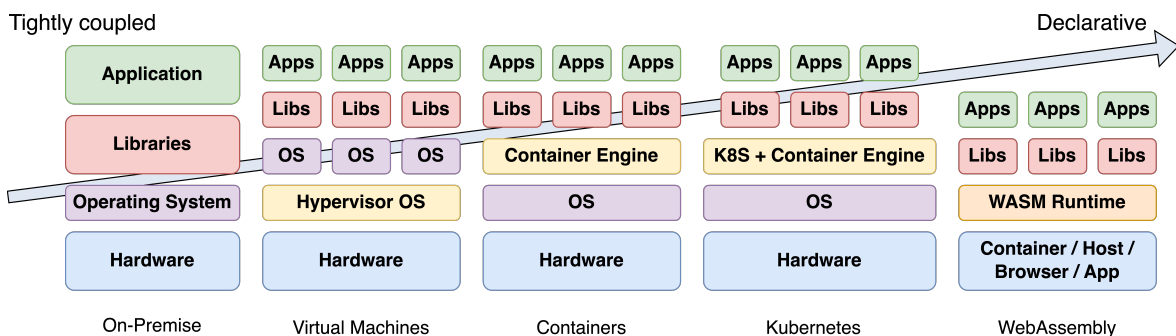 Tightly coupled
Declarative
Application
Apps Apps Apps
Apps Apps Apps
Apps Apps Apps
Libraries
Libs Libs Libs
Libs Libs Libs
Libs Libs Libs
Apps Apps Apps
OS OS OS
Container Engine
K8S + Container Engine
Libs Libs Libs
Operating System
Hypervisor OS
OS
OS
WASM Runtime
Hardware
Hardware
Hardware
Hardware
Container / Host /
Browser / App
On-Premise
Virtual Machines
Containers
Kubernetes
WebAssembly